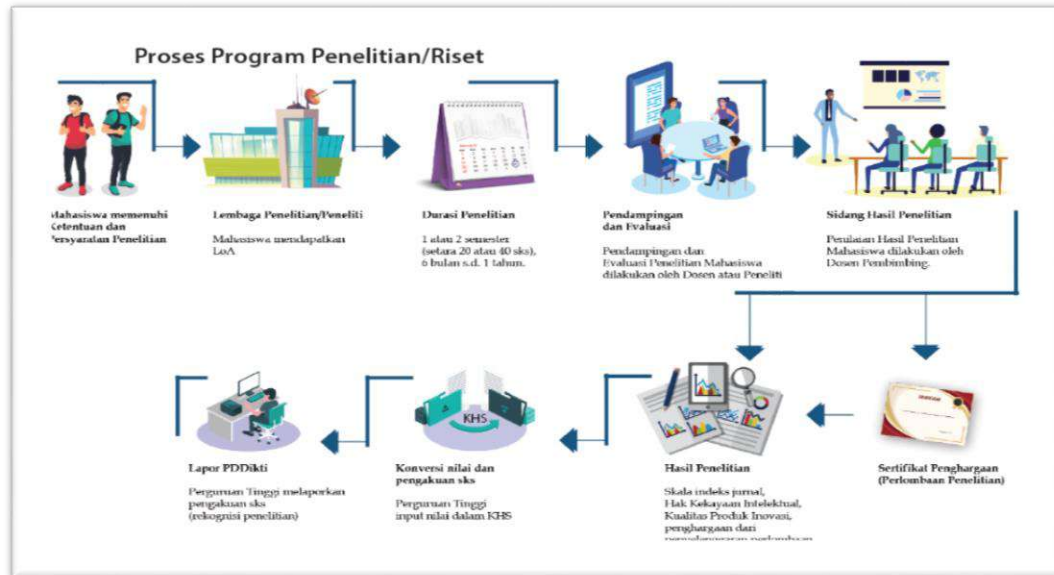 Proses Program Penelitian/Riset
Mahasiswa memenuhi
Ketentuan dan
Persyaratan Penelitian
Lembaga Penelitian/Peneliti
Mahasiswa mendapatkan
LoA
Durasi Penelitian
1 atau 2 semester
(setara 20 atau 40 sks),
6 bulan s.d. 1 tahun.
Pendampingan
dan Evaluasi
Pendampingan dan
Evaluasi Penelitian Mahasiswa
dilakukan oleh Dosen atau Peneliti
Sidang Hasil Penelitian
Penilaian Hasil Penelitian
Mahasiswa dilakukan oleh
Dosen Pembimbing.
Lapor PDDikti
Perguruan Tinggi melaporkan
pengakuan sks
(rekognisi penelitian)
KHS
Konversi nilai dan
pengakuan sks
Perguruan Tinggi
input nilai dalam KHS
Hasil Penelitian
Skala indeks jurnal,
Hak Kekayaan Intelektual,
Kualitas Produk Inovasi,
penghargaan dari
penyelenggaran perlombaan
Sertifikat Penghargaan
(Perlombaan Penelitian)